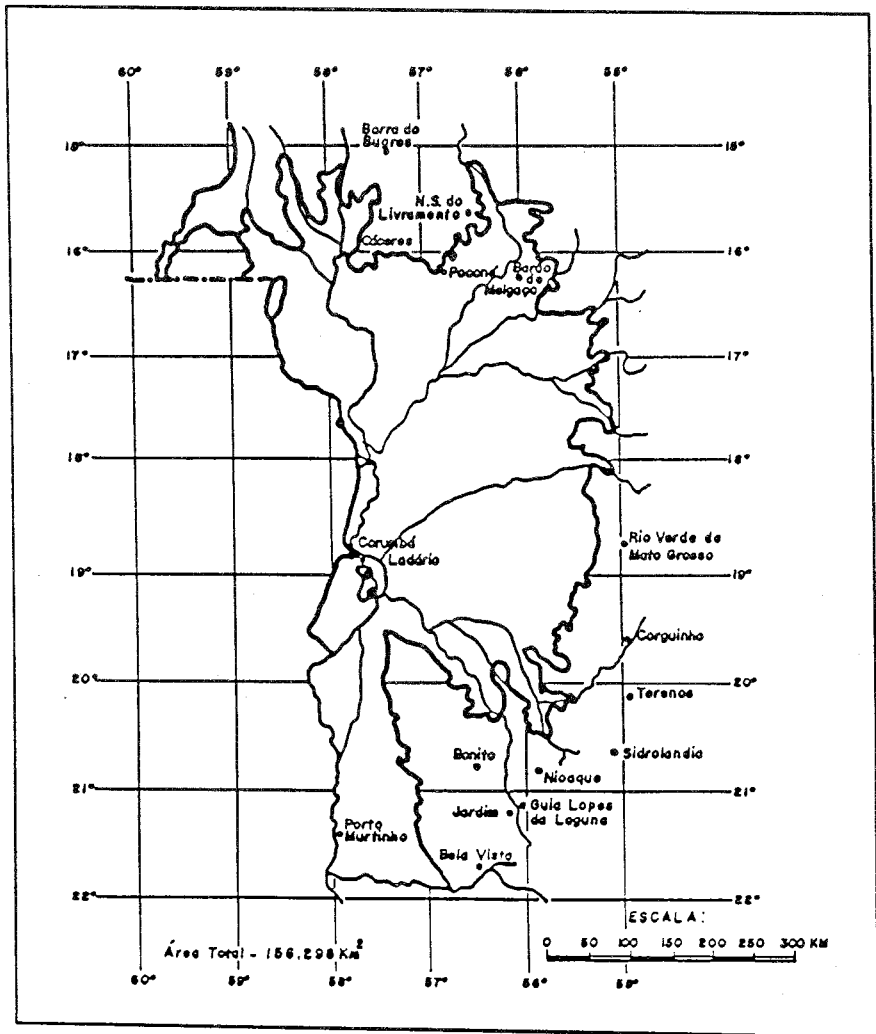 60° 59° 58° 57° 56° 55°
Barra do
Bugres
15° 15°
N.S. do
Livramento
16° 16°
Cáceres
Poconé
Barão
de
Melgaço
17° 17°
18° 18°
Corumbá
Ladário
Rio Verde de
Mato Grosso
19° 19°
Corguinho
20° 20°
Terenos
Bonito
Sidrolandia
Nioaque
21° 21°
Jardim
Guia Lopes
da Laguna
Porto
Murtinho
Bela Vista
22° 22°
ESCALA:
Área Total - 156,298 Km²
0 50 100 150 200 250 300 KM
60° 59° 58° 57° 56° 55°